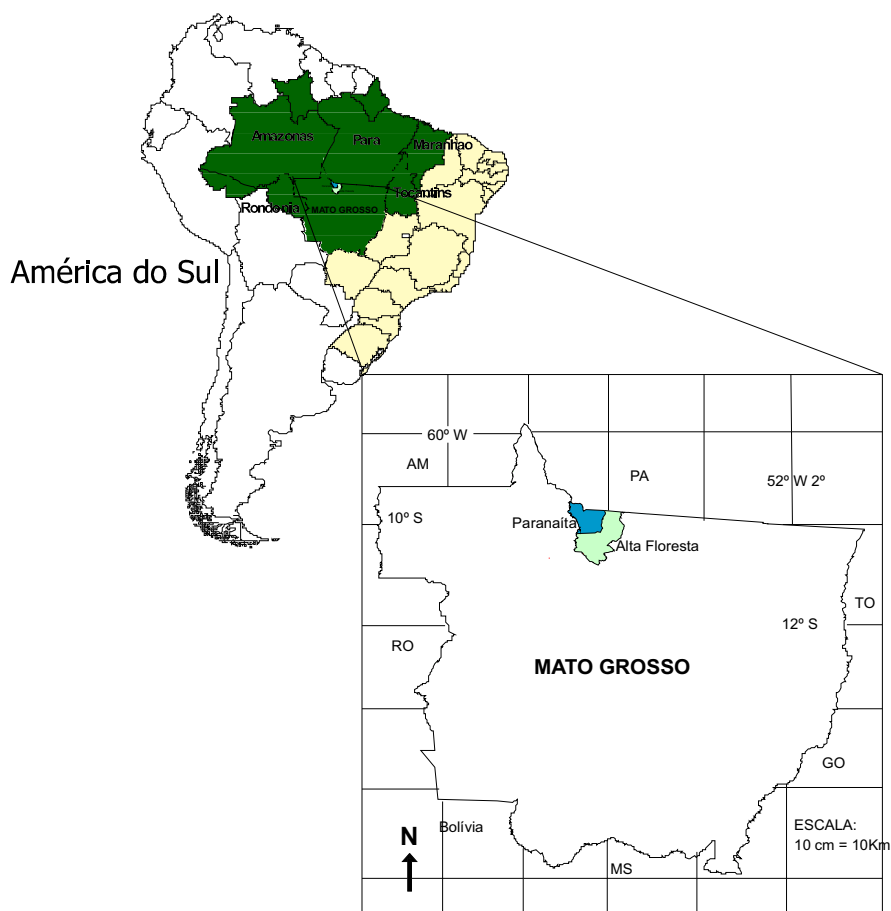 Amazonas
Para
Maranhao
Tocantins
Rondonia
MATO GROSSO
América do Sul
60º W
AM
PA
52º W 2º
10º S
Paranaíta
Alta Floresta
TO
12º S
RO
MATO GROSSO
GO
Bolívia
ESCALA:
10 cm = 10Km
N
MS